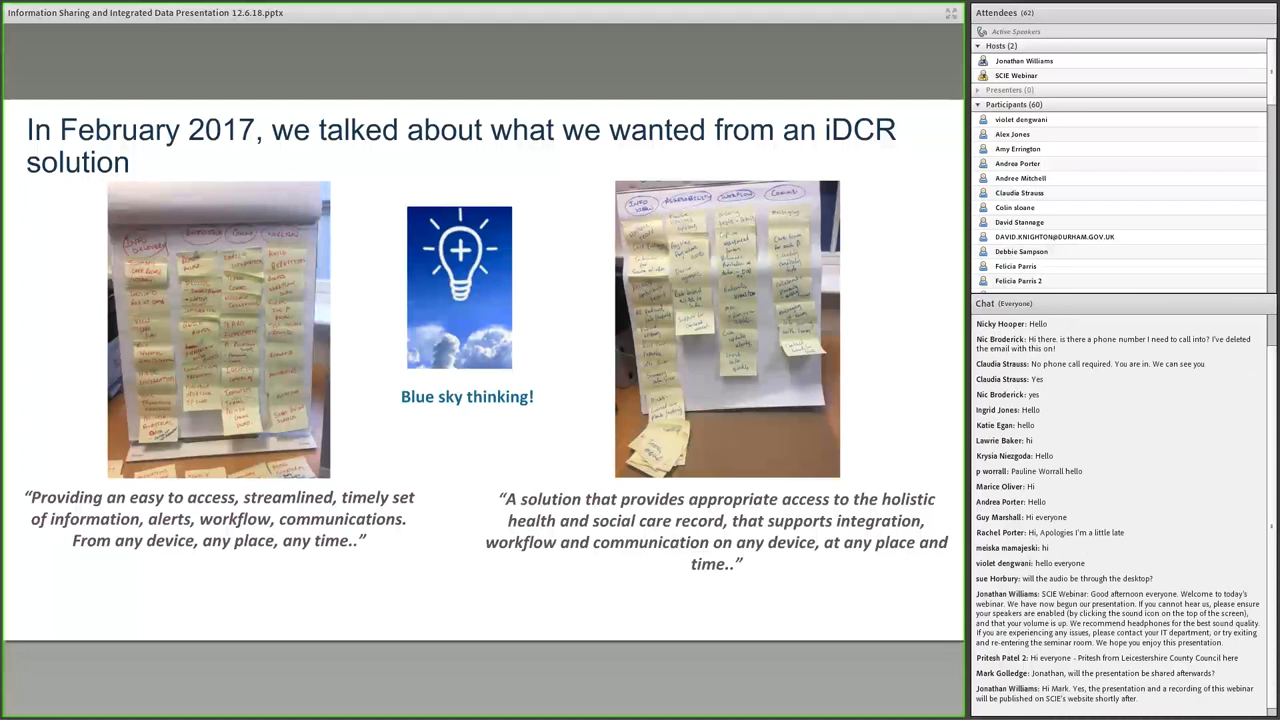 Information Sharing and Integrated Data Presentation 12.6.18.pptx
In February 2017, we talked about what we wanted from an iDCR
solution
Blue sky thinking!
“Providing an easy to access, streamlined, timely set
of information, alerts, workflow, communications.
From any device, any place, any time..”
“A solution that provides appropriate access to the holistic
health and social care record, that supports integration,
workflow and communication on any device, at any place and
time..”
Attendees (62)
Active Speakers
Hosts (2)
Jonathan Williams
SCIE Webinar
Presenters (0)
Participants (60)
violet dengwani
Alex Jones
Amy Errington
Andrea Porter
Andree Mitchell
Claudia Strauss
Colin sloane
David Stannage
DAVID.KNIGHTON@DURHAM.GOV.UK
Debbie Sampson
Felicia Parris
Felicia Parris 2
Chat (Everyone)
Nicky Hooper: Hello
Nic Broderick: Hi there. is there a phone number I need to call into? I've deleted
the email with this on!
Claudia Strauss: No phone call required. You are in. We can see you
Claudia Strauss: Yes
Nic Broderick: yes
Ingrid Jones: Hello
Katie Egan: hello
Lawrie Baker: hi
Krysia Niezgoda: Hello
p worrall: Pauline Worrall hello
Marice Oliver: Hi
Andrea Porter: Hello
Guy Marshall: Hi everyone
Rachel Porter: Hi, Apologies I'm a little late
meiska mamajeski: hi
violet dengwani: hello everyone
sue Horbury: will the audio be through the desktop?
Jonathan Williams: SCIE Webinar: Good afternoon everyone. Welcome to today's
webinar. We have now begun our presentation. If you cannot hear us, please ensure
your speakers are enabled (by clicking the sound icon on the top of the screen),
and that your volume is up. We recommend headphones for the best sound quality.
If you are experiencing any issues, please contact your IT department, or try exiting
and re-entering the seminar room. We hope you enjoy this presentation.
Pritesh Patel 2: Hi everyone - Pritesh from Leicestershire County Council here
Mark Golledge: Jonathan, will the presentation be shared afterwards?
Jonathan Williams: Hi Mark. Yes, the presentation and a recording of this webinar
will be published on SCIE's website shortly after.